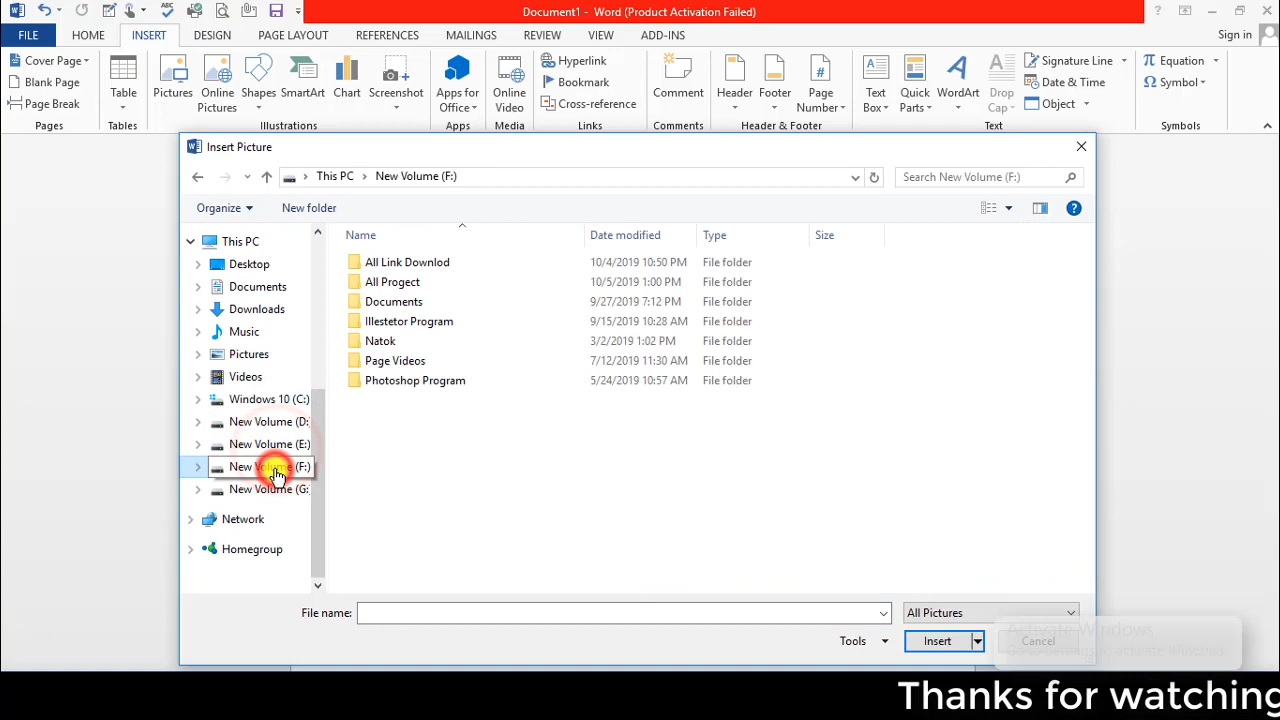 Document1 - Word (Product Activation Failed)
FILE HOME INSERT DESIGN PAGE LAYOUT REFERENCES MAILINGS REVIEW VIEW ADD-INS Sign in
Cover Page
Blank Page
Page Break
Pages
Table
Tables
Pictures
Online Pictures
Shapes
SmartArt
Chart
Screenshot
Illustrations
Apps for Office
Apps
Online Video
Media
Hyperlink
Bookmark
Cross-reference
Links
Comment
Comments
Header
Footer
Page Number
Header & Footer
Text Box
Quick Parts
WordArt
Drop Cap
Signature Line
Date & Time
Object
Text
Equation
Symbol
Symbols
Insert Picture
This PC New Volume (F:)
Search New Volume (F:)
Organize New folder
This PC
Desktop
Documents
Downloads
Music
Pictures
Videos
Windows 10 (C:)
New Volume (D:
New Volume (E:)
New Volume (F:)
New Volume (G:
Network
Homegroup
Name Date modified Type Size
All Link Downlod 10/4/2019 10:50 PM File folder
All Progect 10/5/2019 1:00 PM File folder
Documents 9/27/2019 7:12 PM File folder
Illestetor Program 9/15/2019 10:28 AM File folder
Natok 3/2/2019 1:02 PM File folder
Page Videos 7/12/2019 11:30 AM File folder
Photoshop Program 5/24/2019 10:57 AM File folder
File name: All Pictures
Tools Insert Cancel
Activate Windows
Go to Settings to activate Windows.
Thanks for watching